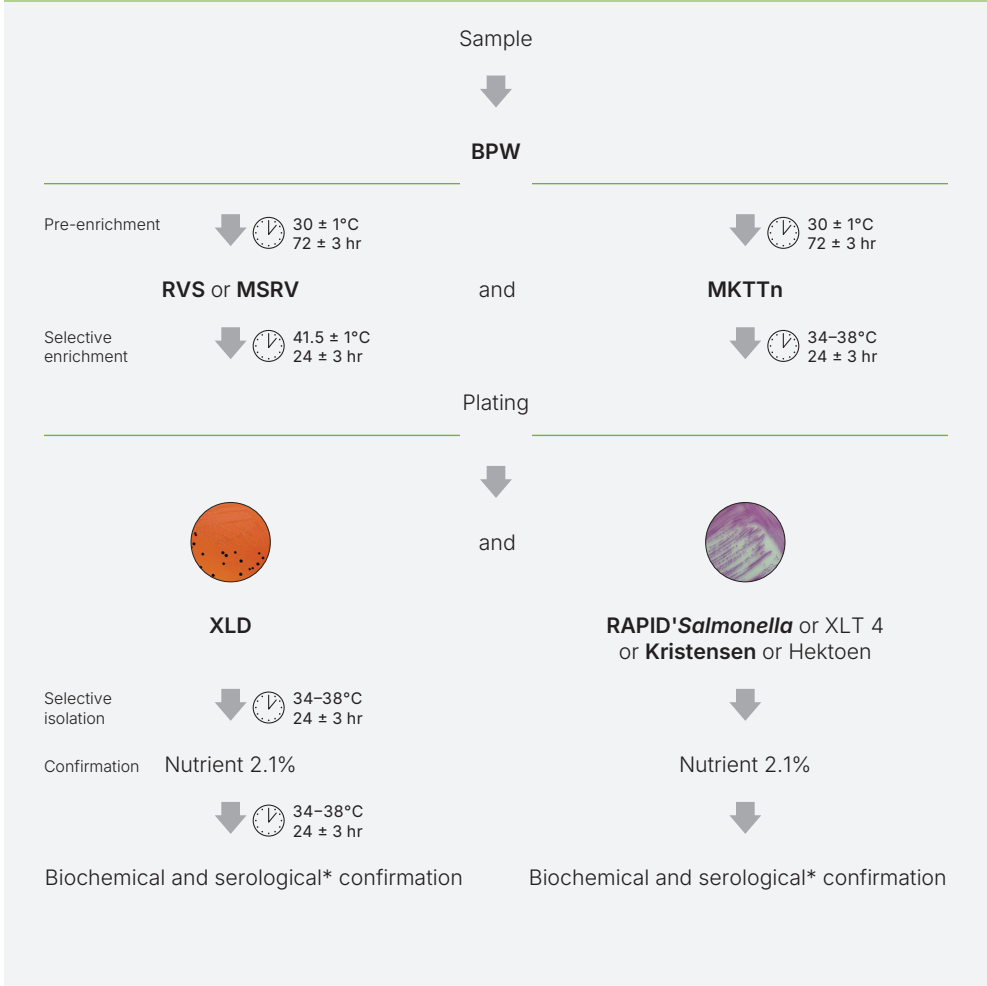 Sample
BPW
Pre-enrichment
30 ± 1°C
72 ± 3 hr
30 ± 1°C
72 ± 3 hr
RVS or MSRV
and
MKTTn
Selective
enrichment
41.5 ± 1°C
24 ± 3 hr
34–38°C
24 ± 3 hr
Plating
and
XLD
RAPID'Salmonella or XLT 4
or Kristensen or Hektoen
Selective
isolation
34–38°C
24 ± 3 hr
Confirmation
Nutrient 2.1%
Nutrient 2.1%
34–38°C
24 ± 3 hr
Biochemical and serological* confirmation
Biochemical and serological* confirmation